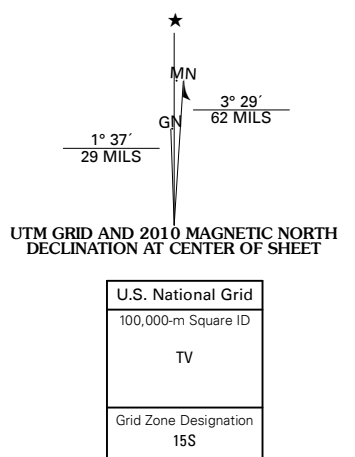 ★
MN
GN
3° 29´
62 MILS
1° 37´
29 MILS
UTM GRID AND 2010 MAGNETIC NORTH
DECLINATION AT CENTER OF SHEET
U.S. National Grid
100,000-m Square ID
TV
Grid Zone Designation
15S